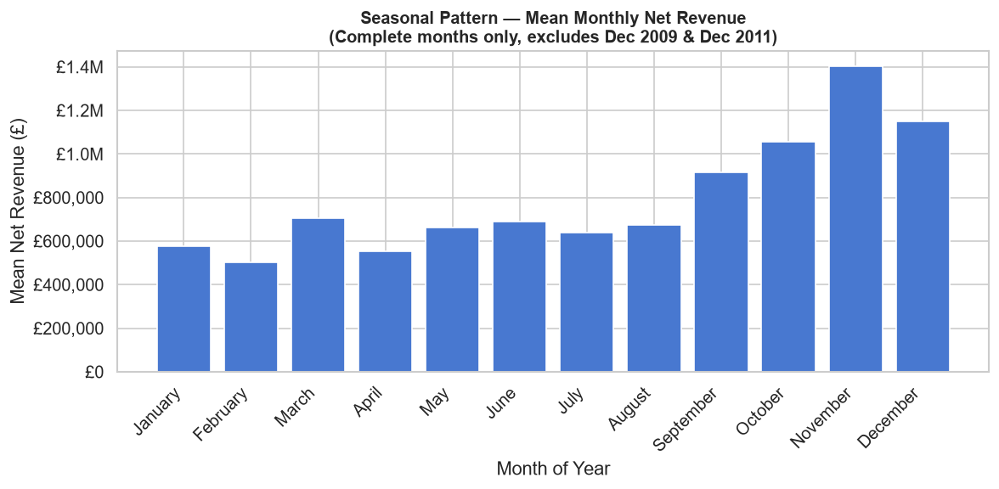 Seasonal Pattern — Mean Monthly Net Revenue
(Complete months only, excludes Dec 2009 & Dec 2011)
Mean Net Revenue (£)
£1.4M
£1.2M
£1.0M
£800,000
£600,000
£400,000
£200,000
£0
January
February
March
April
May
June
July
August
September
October
November
December
Month of Year